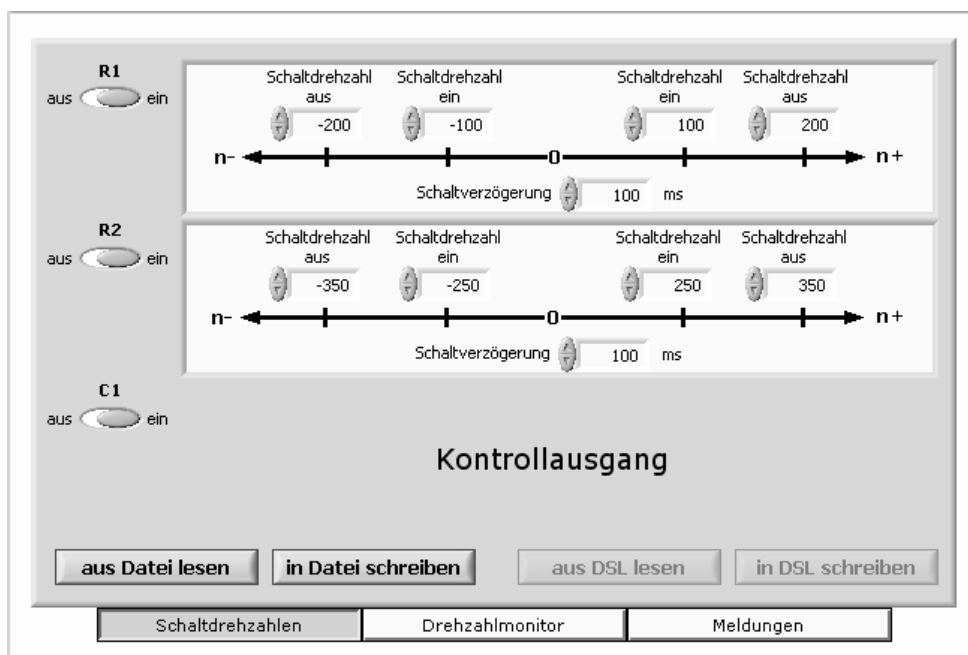 R1
aus ein
Schaltdrehzahl Schaltdrehzahl Schaltdrehzahl Schaltdrehzahl
aus ein ein aus
-200 -100 100 200
n- 0 n+
Schaltverzögerung 100 ms
R2
aus ein
Schaltdrehzahl Schaltdrehzahl Schaltdrehzahl Schaltdrehzahl
aus ein ein aus
-350 -250 250 350
n- 0 n+
Schaltverzögerung 100 ms
C1
aus ein
Kontrollausgang
aus Datei lesen in Datei schreiben aus DSL lesen in DSL schreiben
Schaltdrehzahlen Drehzahlmonitor Meldungen